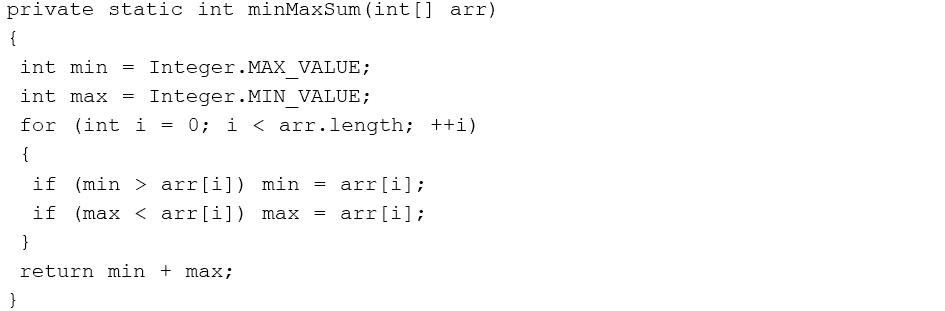 private static int minMaxSum(int[] arr)
{
int min = Integer.MAX_VALUE;
int max = Integer.MIN_VALUE;
for (int i = 0; i < arr.length; ++i)
{
if (min > arr[i]) min = arr[i];
if (max < arr[i]) max = arr[i];
}
return min + max;
}